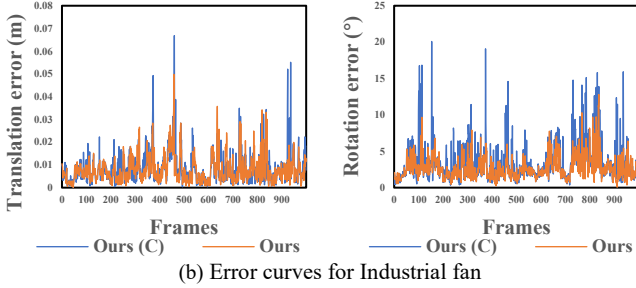 0.08
0.07
0.06
0.05
0.04
0.03
0.02
0.01
0
Translation error (m)
0 100 200 300 400 500 600 700 800 900
Frames
Ours (C) Ours
25
20
15
10
5
0
Rotation error (°)
0 100 200 300 400 500 600 700 800 900
Frames
Ours (C) Ours
(b) Error curves for Industrial fan